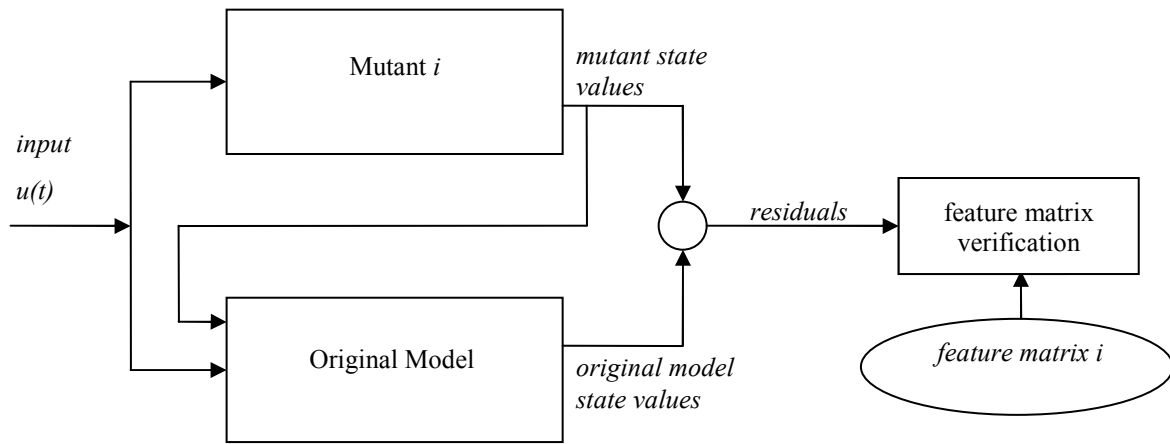 Mutant i
mutant state
values
input
u(t)
residuals
feature matrix
verification
Original Model
original model
state values
feature matrix i